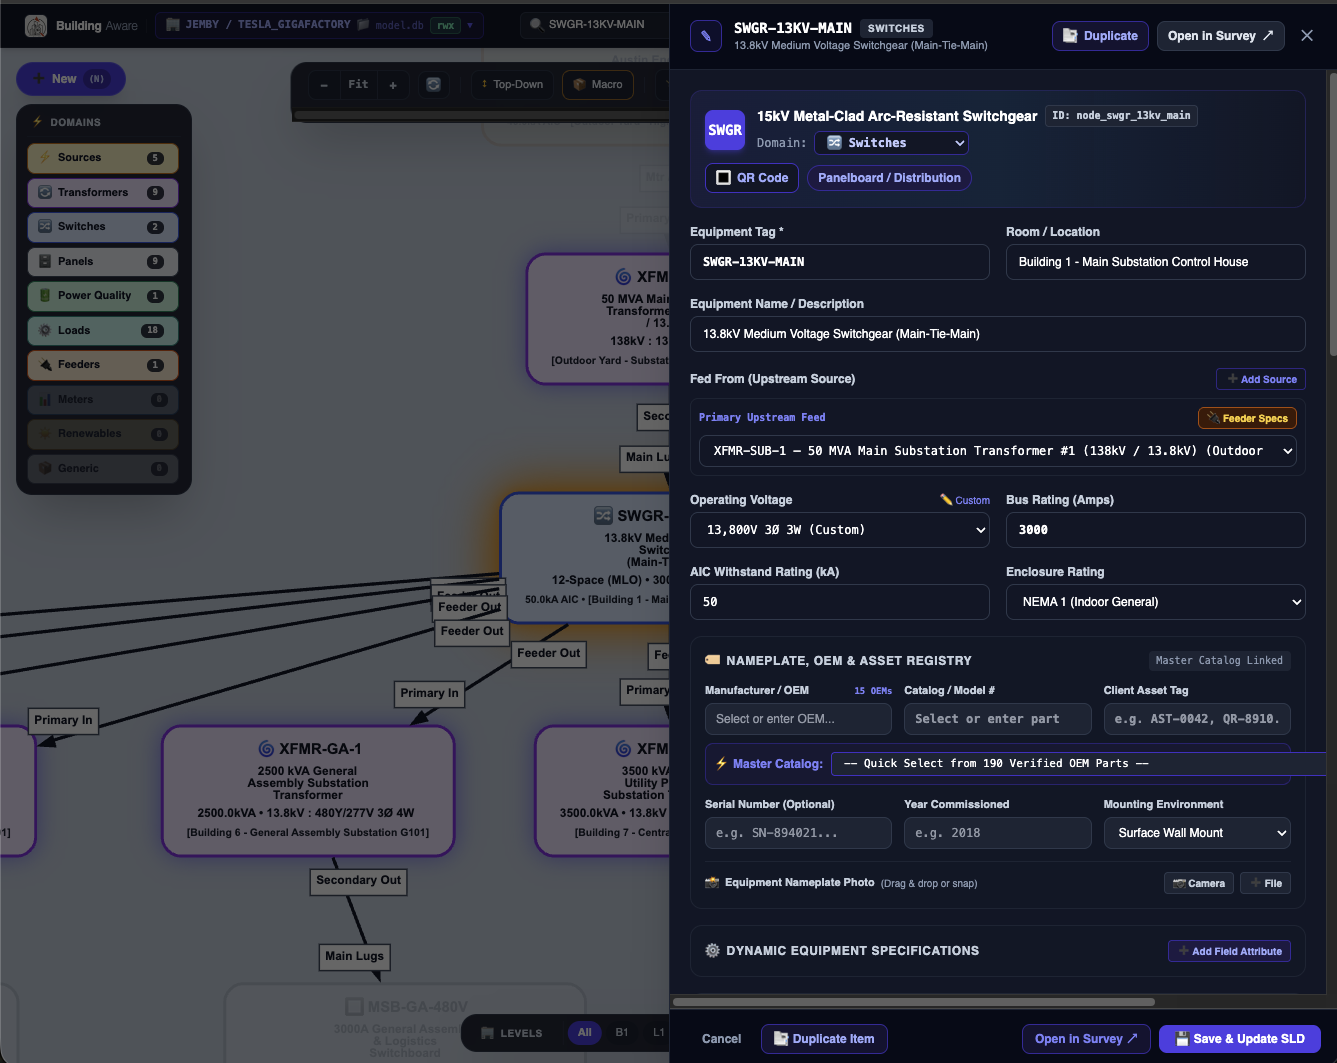 Building Aware
JEMBY / TESLA_GIGAFACTORY
model.db
rwx
SWGR-13KV-MAIN
New
(N)
Fit
Top-Down
Macro
DOMAINS
Sources 5
Transformers 9
Switches 2
Panels 9
Power Quality 1
Loads 18
Feeders 1
Meters 0
Renewables 0
Generic 0
Primary
XFM
50 MVA Mai
Transforme
/ 13.
138kV : 13
[Outdoor Yard - Substat
Seco
Main Lu
SWGR-
13.8kV Med
Switc
(Main-T
12-Space (MLO) • 300
50.0kA AIC • [Building 1 - Mai
Feeder Out
Feeder Out
Feeder Out
Feeder Out
Fe
Primary In
Primary
Primary In
XFMR-GA-1
2500 kVA General
Assembly Substation
Transformer
2500.0kVA • 13.8kV : 480Y/277V 3Ø 4W
[Building 6 - General Assembly Substation G101]
XFM
3500 k
Utility P
Substation
3500.0kVA • 13.8kV
[Building 7 - Centra
Secondary Out
Main Lugs
MSB-GA-480V
3000A General Assem
& Logistics
Switchboard
LEVELS
All
B1
L1
SWGR-13KV-MAIN
SWITCHES
13.8kV Medium Voltage Switchgear (Main-Tie-Main)
Duplicate
Open in Survey ↗
SWGR
15kV Metal-Clad Arc-Resistant Switchgear
ID: node_swgr_13kv_main
Domain:
Switches
QR Code
Panelboard / Distribution
Equipment Tag *
Room / Location
SWGR-13KV-MAIN
Building 1 - Main Substation Control House
Equipment Name / Description
13.8kV Medium Voltage Switchgear (Main-Tie-Main)
Fed From (Upstream Source)
Add Source
Primary Upstream Feed
Feeder Specs
XFMR-SUB-1 — 50 MVA Main Substation Transformer #1 (138kV / 13.8kV) (Outdoor
Operating Voltage
Custom
Bus Rating (Amps)
13,800V 3Ø 3W (Custom)
3000
AIC Withstand Rating (kA)
Enclosure Rating
50
NEMA 1 (Indoor General)
NAMEPLATE, OEM & ASSET REGISTRY
Master Catalog Linked
Manufacturer / OEM
15 OEMs
Catalog / Model #
Client Asset Tag
Select or enter OEM...
Select or enter part
e.g. AST-0042, QR-8910.
Master Catalog:
—— Quick Select from 190 Verified OEM Parts ——
Serial Number (Optional)
Year Commissioned
Mounting Environment
e.g. SN-894021...
e.g. 2018
Surface Wall Mount
Equipment Nameplate Photo (Drag & drop or snap)
Camera
File
DYNAMIC EQUIPMENT SPECIFICATIONS
Add Field Attribute
Cancel
Duplicate Item
Open in Survey ↗
Save & Update SLD